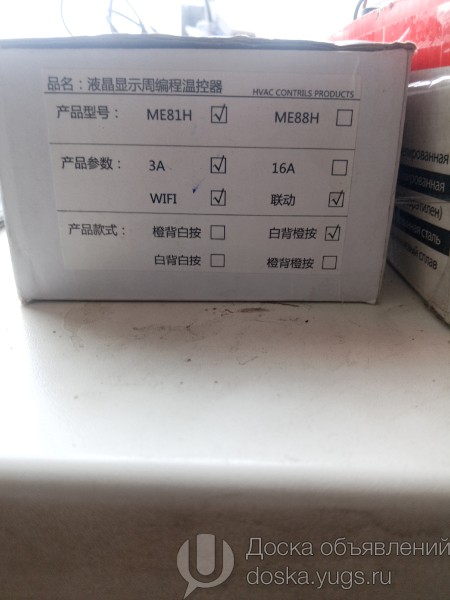 品名：液晶显示周编程温控器
HVAC CONTRILS PRODUCTS
产品型号： ME81H ☑ ME88H ☐
产品参数： 3A ☑ 16A ☐
WIFI ☑ 联动 ☑
产品款式： 橙背白按 ☐ 白背橙按 ☑
白背白按 ☐ 橙背橙按 ☐
Доска объявлений
doska.yugs.ru